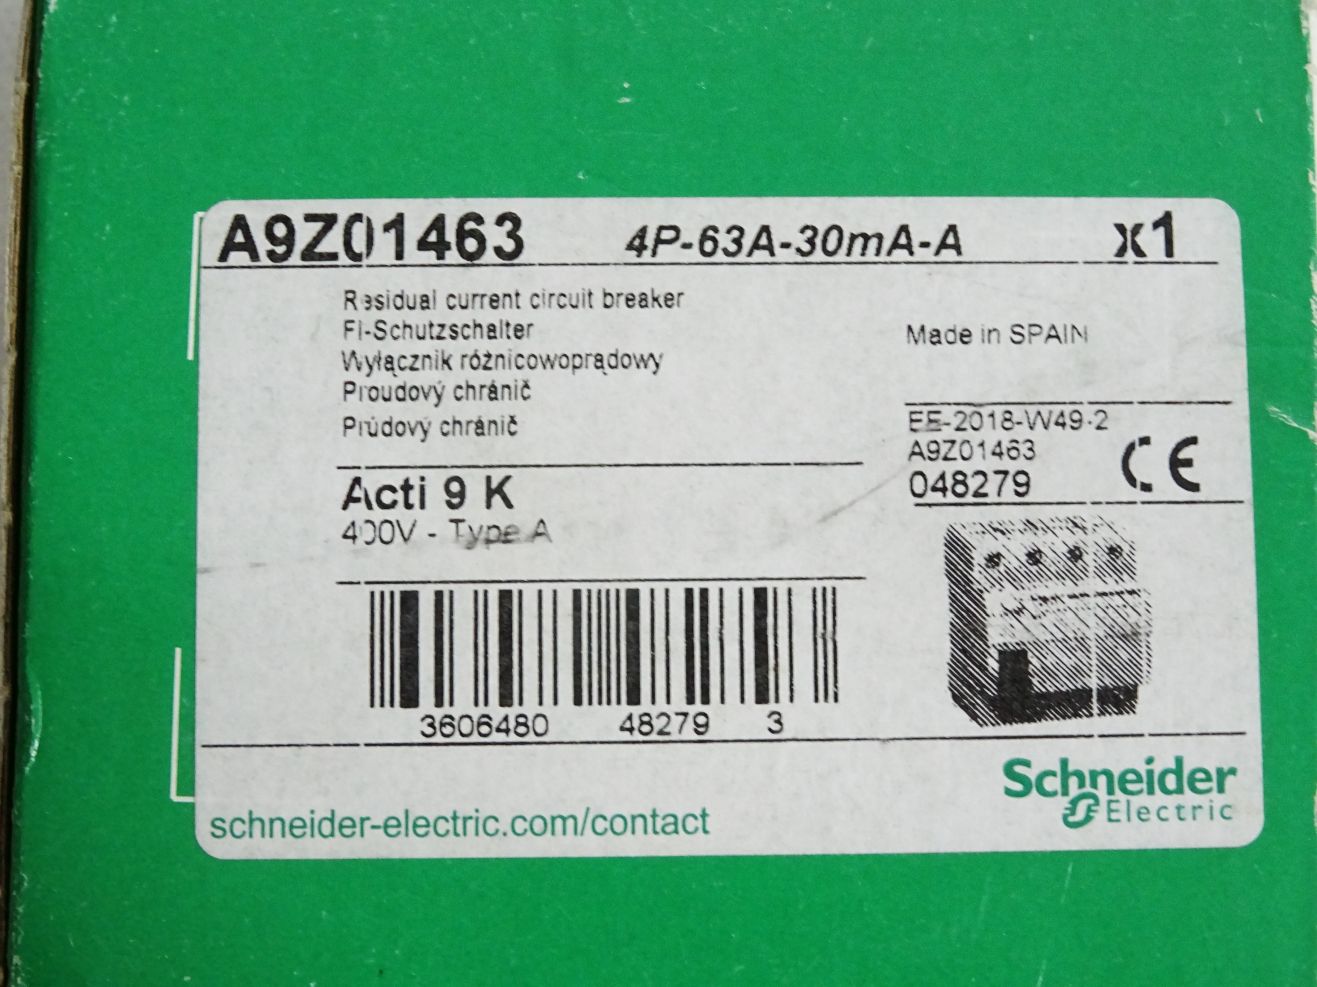 A9Z01463 4P-63A-30mA-A x1
Residual current circuit breaker
FI-Schutzschalter
Wyłącznik różnicowoprądowy
Proudový chránič
Prúdový chránič
Made in SPAIN
EE-2018-W49-2
A9Z01463
048279
CE
Acti 9 K
400V - Type A
3606480 48279 3
schneider-electric.com/contact
Schneider
Electric